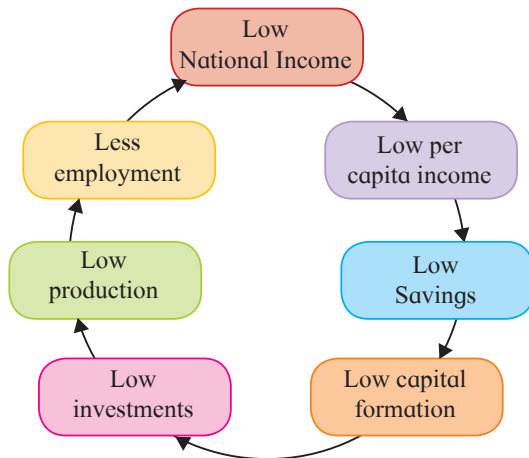 Low
National Income
Less
employment
Low per
capita income
Low
production
Low
Savings
Low
investments
Low capital
formation